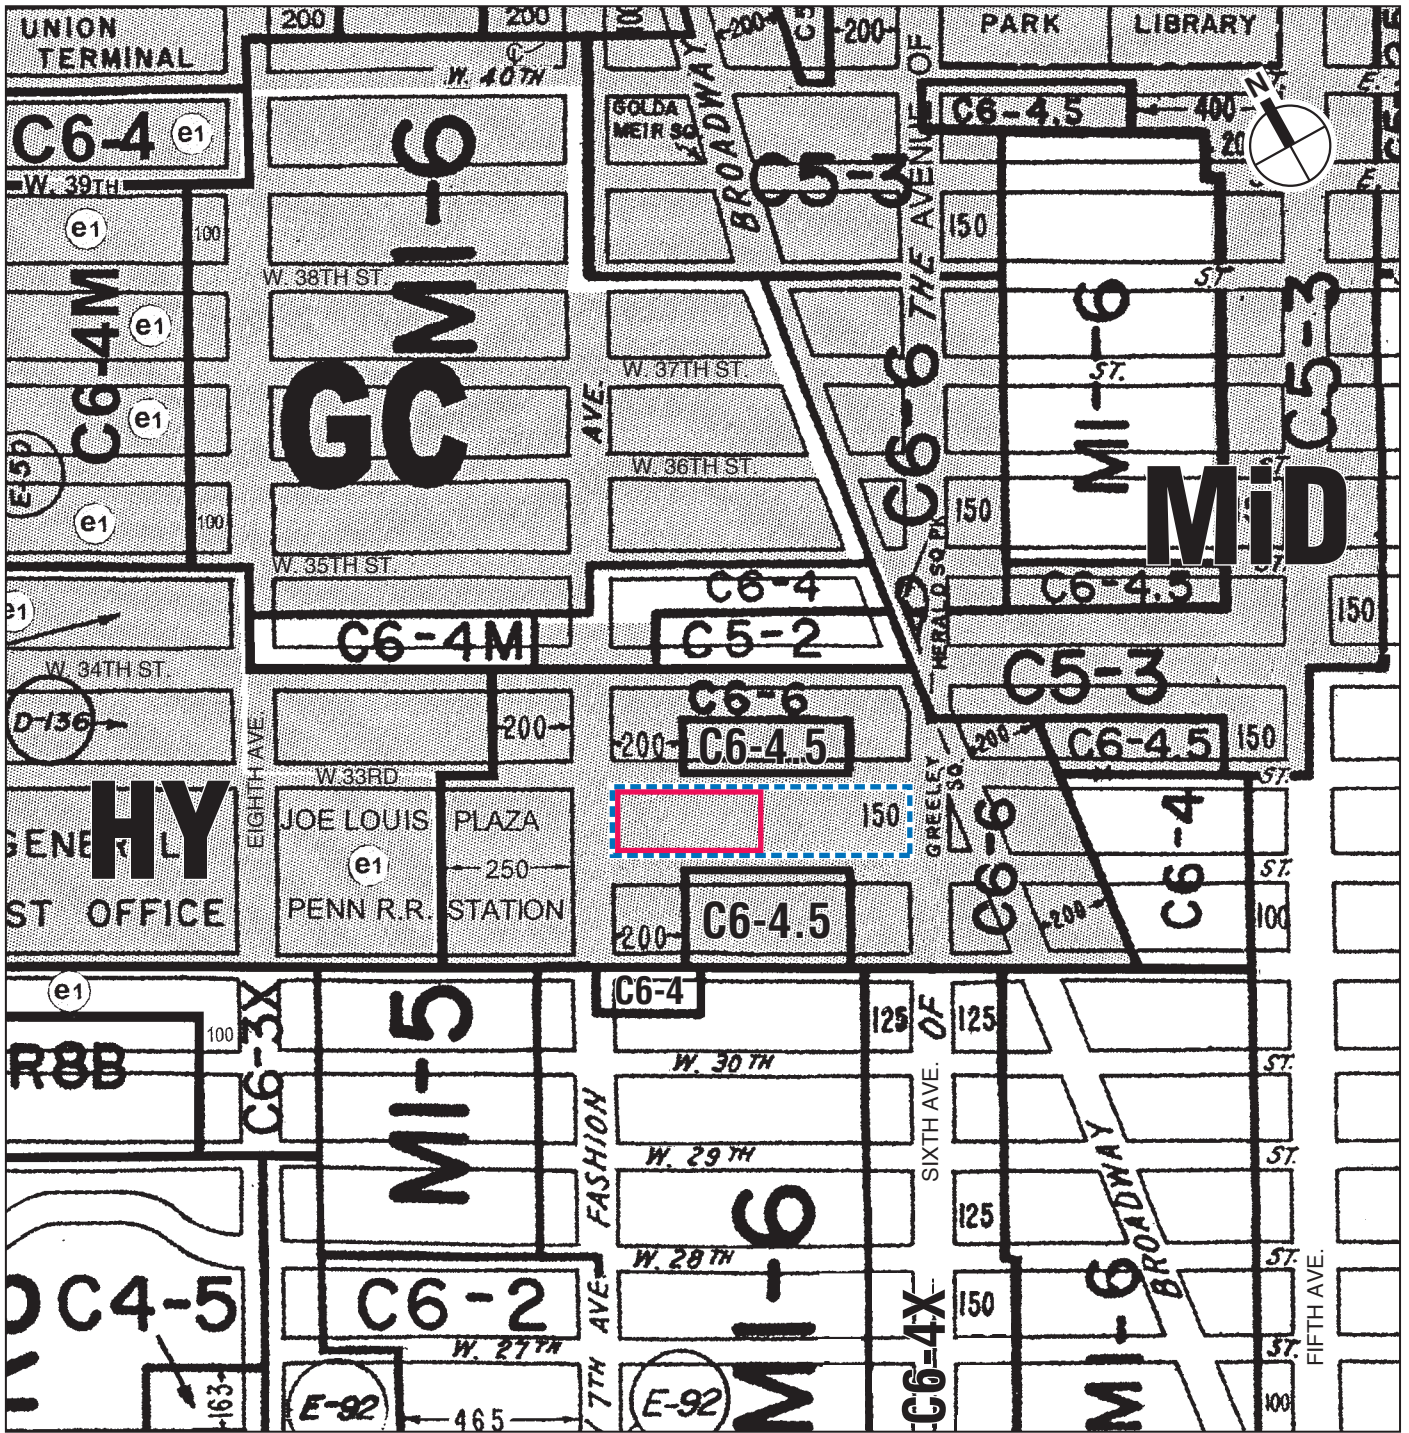 UNION
TERMINAL
200
200
W. 40TH
BROADWAY
200
C5
200
AVENUE OF
PARK
LIBRARY
E.
N
C6-4
e1
GOLDA
MEIR SQ.
C6-4.5
400
W. 39TH
E.
e1
100
M1-6
C5-3
150
C6-4M
W. 38TH ST
THE
ST
M1-6
C5-3
e1
GC
W. 37TH ST.
C6-6
ST.
e1
AVE.
E-50
W. 36TH ST.
ST
MiD
e1
100
150
HERALD SQ PK
W. 35TH ST.
C6-4
C6-4.5
150
e1
C6-4M
C5-2
W. 34TH ST.
C5-3
D-136
200
C6-6
200
C6-4.5
200
C6-4.5
150
EIGHTH AVE.
W. 33RD
ST.
HY
GENERAL
JOE LOUIS
PLAZA
150
GREELEY
SQ
C6-6
C6-4
e1
250
ST.
ST OFFICE
PENN R.R.
STATION
200
C6-4.5
200
100
e1
C6-4
R8B
100
C6-3X
M1-5
125
OF
125
W. 30TH
ST.
FASHION
SIXTH AVE.
BROADWAY
W. 29TH
ST.
125
W. 28TH
ST.
C4-5
C6-2
AVE.
M1-6
C6-4X
150
M1-6
FIFTH AVE.
W. 27TH
ST.
163
E-92
465
7TH
E-92
100